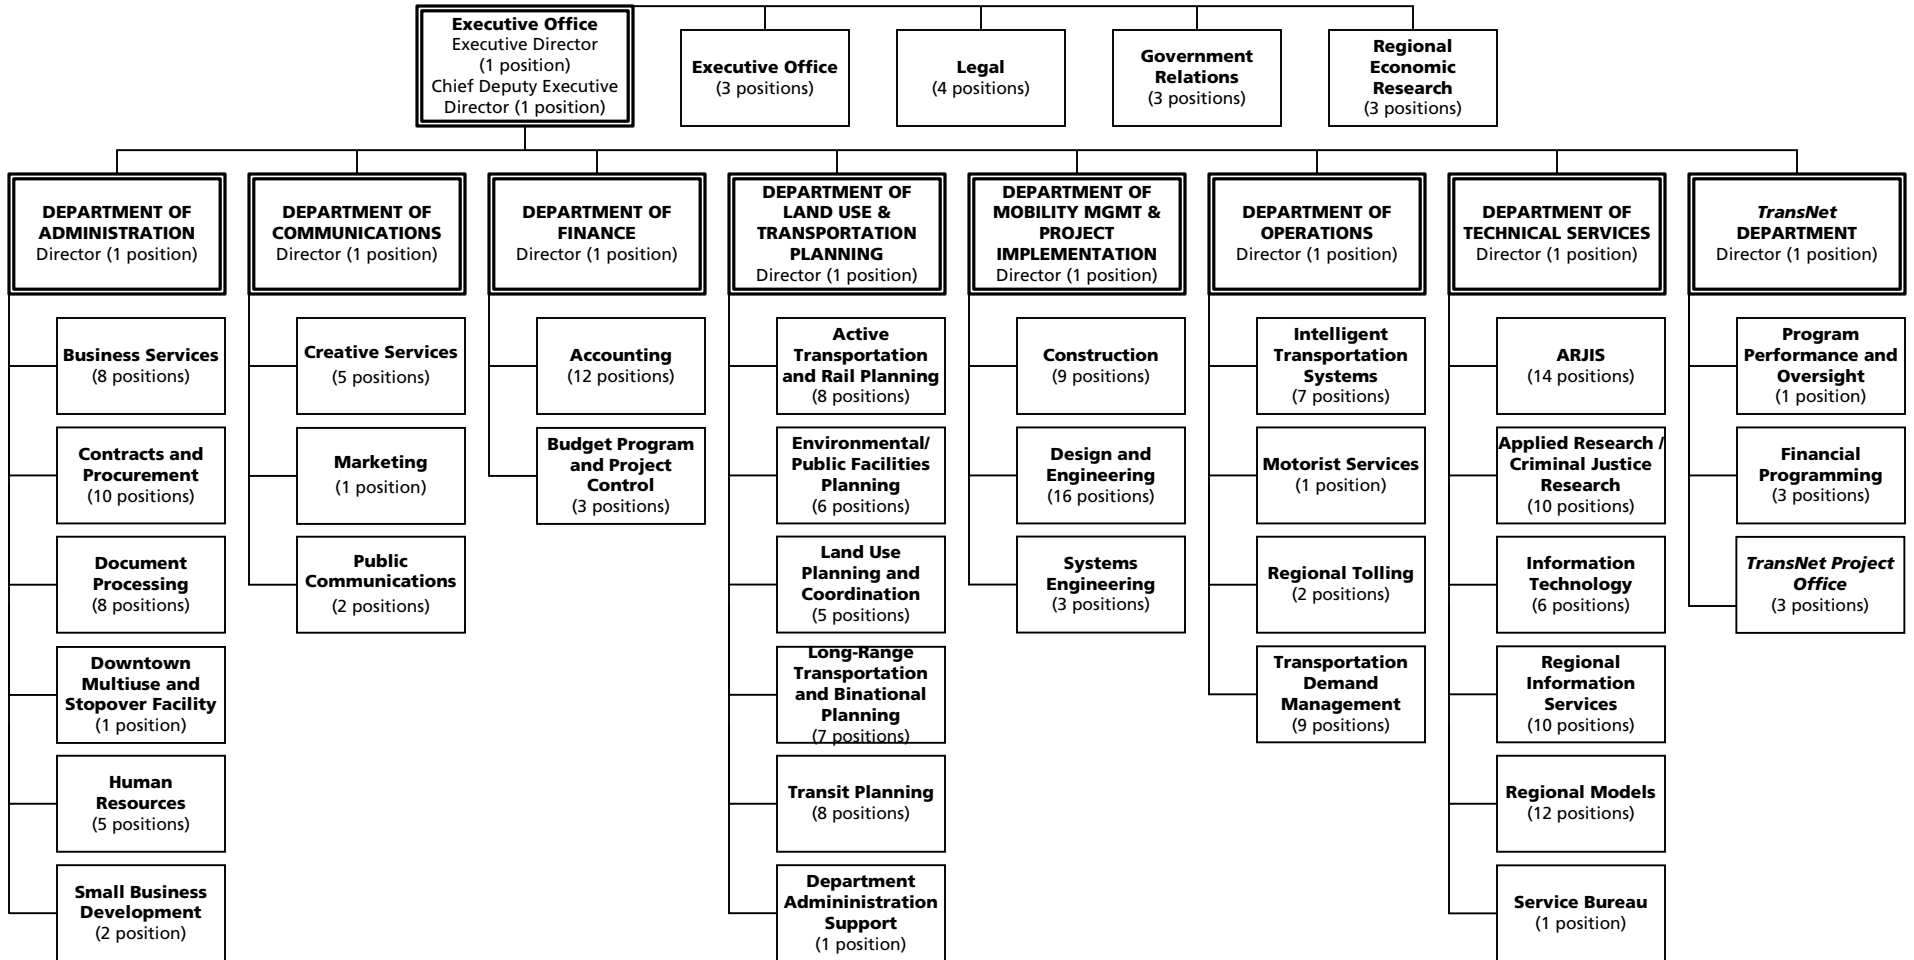 Executive Office
Executive Director
(1 position)
Chief Deputy Executive
Director (1 position)
Executive Office
(3 positions)
Legal
(4 positions)
Government
Relations
(3 positions)
Regional
Economic
Research
(3 positions)
DEPARTMENT OF
ADMINISTRATION
Director (1 position)
DEPARTMENT OF
COMMUNICATIONS
Director (1 position)
DEPARTMENT OF
FINANCE
Director (1 position)
DEPARTMENT OF
LAND USE &
TRANSPORTATION
PLANNING
Director (1 position)
DEPARTMENT OF
MOBILITY MGMT &
PROJECT
IMPLEMENTATION
Director (1 position)
DEPARTMENT OF
OPERATIONS
Director (1 position)
DEPARTMENT OF
TECHNICAL SERVICES
Director (1 position)
TransNet
DEPARTMENT
Director (1 position)
Business Services
(8 positions)
Contracts and
Procurement
(10 positions)
Document
Processing
(8 positions)
Downtown
Multiuse and
Stopover Facility
(1 position)
Human
Resources
(5 positions)
Small Business
Development
(2 position)
Creative Services
(5 positions)
Marketing
(1 position)
Public
Communications
(2 positions)
Accounting
(12 positions)
Budget Program
and Project
Control
(3 positions)
Active
Transportation
and Rail Planning
(8 positions)
Environmental/
Public Facilities
Planning
(6 positions)
Land Use
Planning and
Coordination
(5 positions)
Long-Range
Transportation
and Binational
Planning
(7 positions)
Transit Planning
(8 positions)
Department
Admininistration
Support
(1 position)
Construction
(9 positions)
Design and
Engineering
(16 positions)
Systems
Engineering
(3 positions)
Intelligent
Transportation
Systems
(7 positions)
Motorist Services
(1 position)
Regional Tolling
(2 positions)
Transportation
Demand
Management
(9 positions)
ARJIS
(14 positions)
Applied Research /
Criminal Justice
Research
(10 positions)
Information
Technology
(6 positions)
Regional
Information
Services
(10 positions)
Regional Models
(12 positions)
Service Bureau
(1 position)
Program
Performance and
Oversight
(1 position)
Financial
Programming
(3 positions)
TransNet Project
Office
(3 positions)